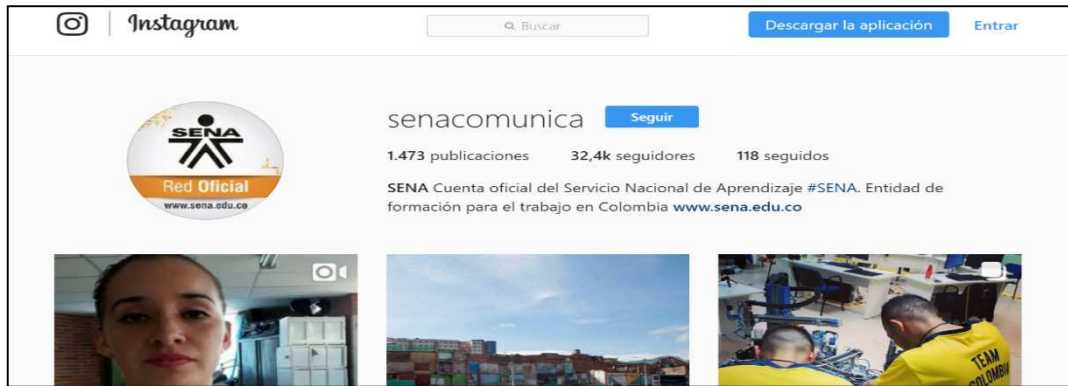 Instagram
Buscar
Descargar la aplicación
Entrar
senacomunica
Seguir
1.473 publicaciones 32,4k seguidores 118 seguidos
SENA Cuenta oficial del Servicio Nacional de Aprendizaje #SENA. Entidad de
formación para el trabajo en Colombia www.sena.edu.co
SENA
Red Oficial
www.sena.edu.co
TEAM
COLOMBIA